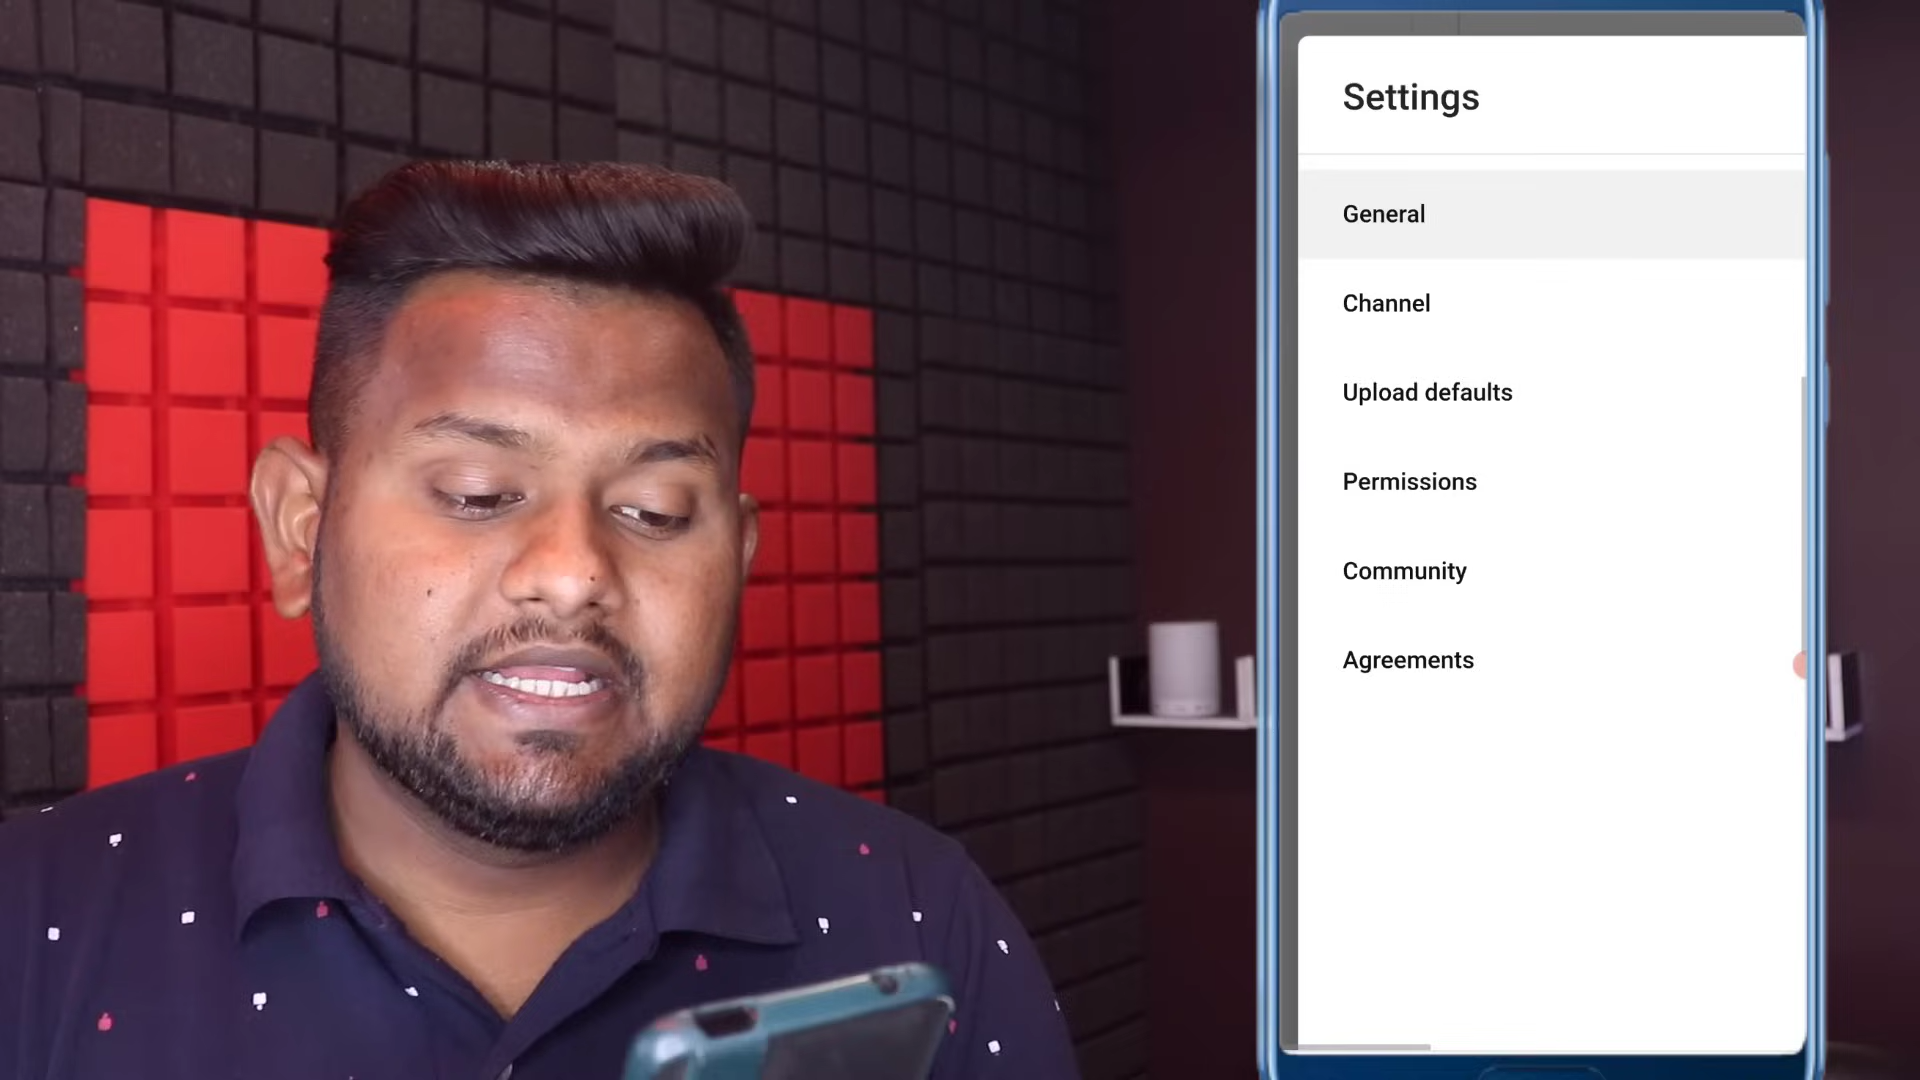 Settings
General
Channel
Upload defaults
Permissions
Community
Agreements